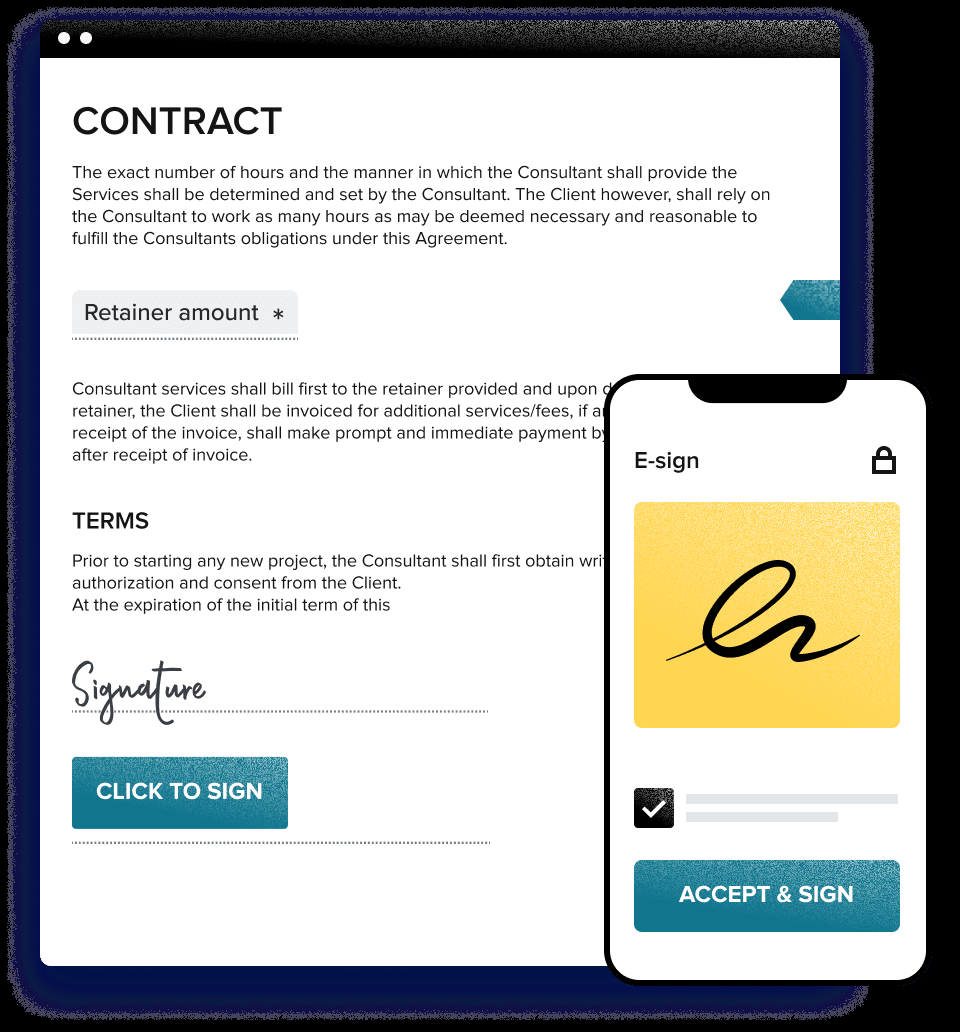 CONTRACT
The exact number of hours and the manner in which the Consultant shall provide the
Services shall be determined and set by the Consultant. The Client however, shall rely on
the Consultant to work as many hours as may be deemed necessary and reasonable to
fulfill the Consultants obligations under this Agreement.
Retainer amount *
Consultant services shall bill first to the retainer provided and upon
retainer, the Client shall be invoiced for additional services/fees, if
receipt of the invoice, shall make prompt and immediate payment by
after receipt of invoice.
TERMS
Prior to starting any new project, the Consultant shall first obtain
authorization and consent from the Client.
At the expiration of the initial term of this
Signature
CLICK TO SIGN
E-sign
ACCEPT & SIGN